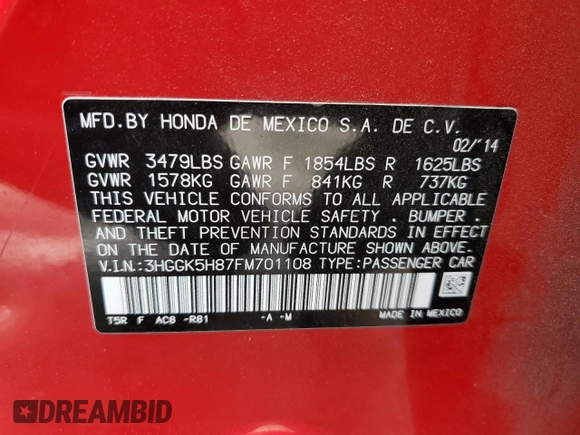 MFD.BY HONDA DE MEXICO S.A. DE C.V.
02/'14
GVWR 3479LBS GAWR F 1854LBS R 1625LBS
GVWR 1578KG GAWR F 841KG R 737KG
THIS VEHICLE CONFORMS TO ALL APPLICABLE
FEDERAL MOTOR VEHICLE SAFETY . BUMPER .
AND THEFT PREVENTION STANDARDS IN EFFECT
ON THE DATE OF MANUFACTURE SHOWN ABOVE.
V.I.N.:3HGGK5H87FM701108 TYPE:PASSENGER CAR
T5R F AC8 -R81 -A -M MADE IN MEXICO
DREAMBID